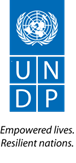 U N
D P
Empowered lives.
Resilient nations.